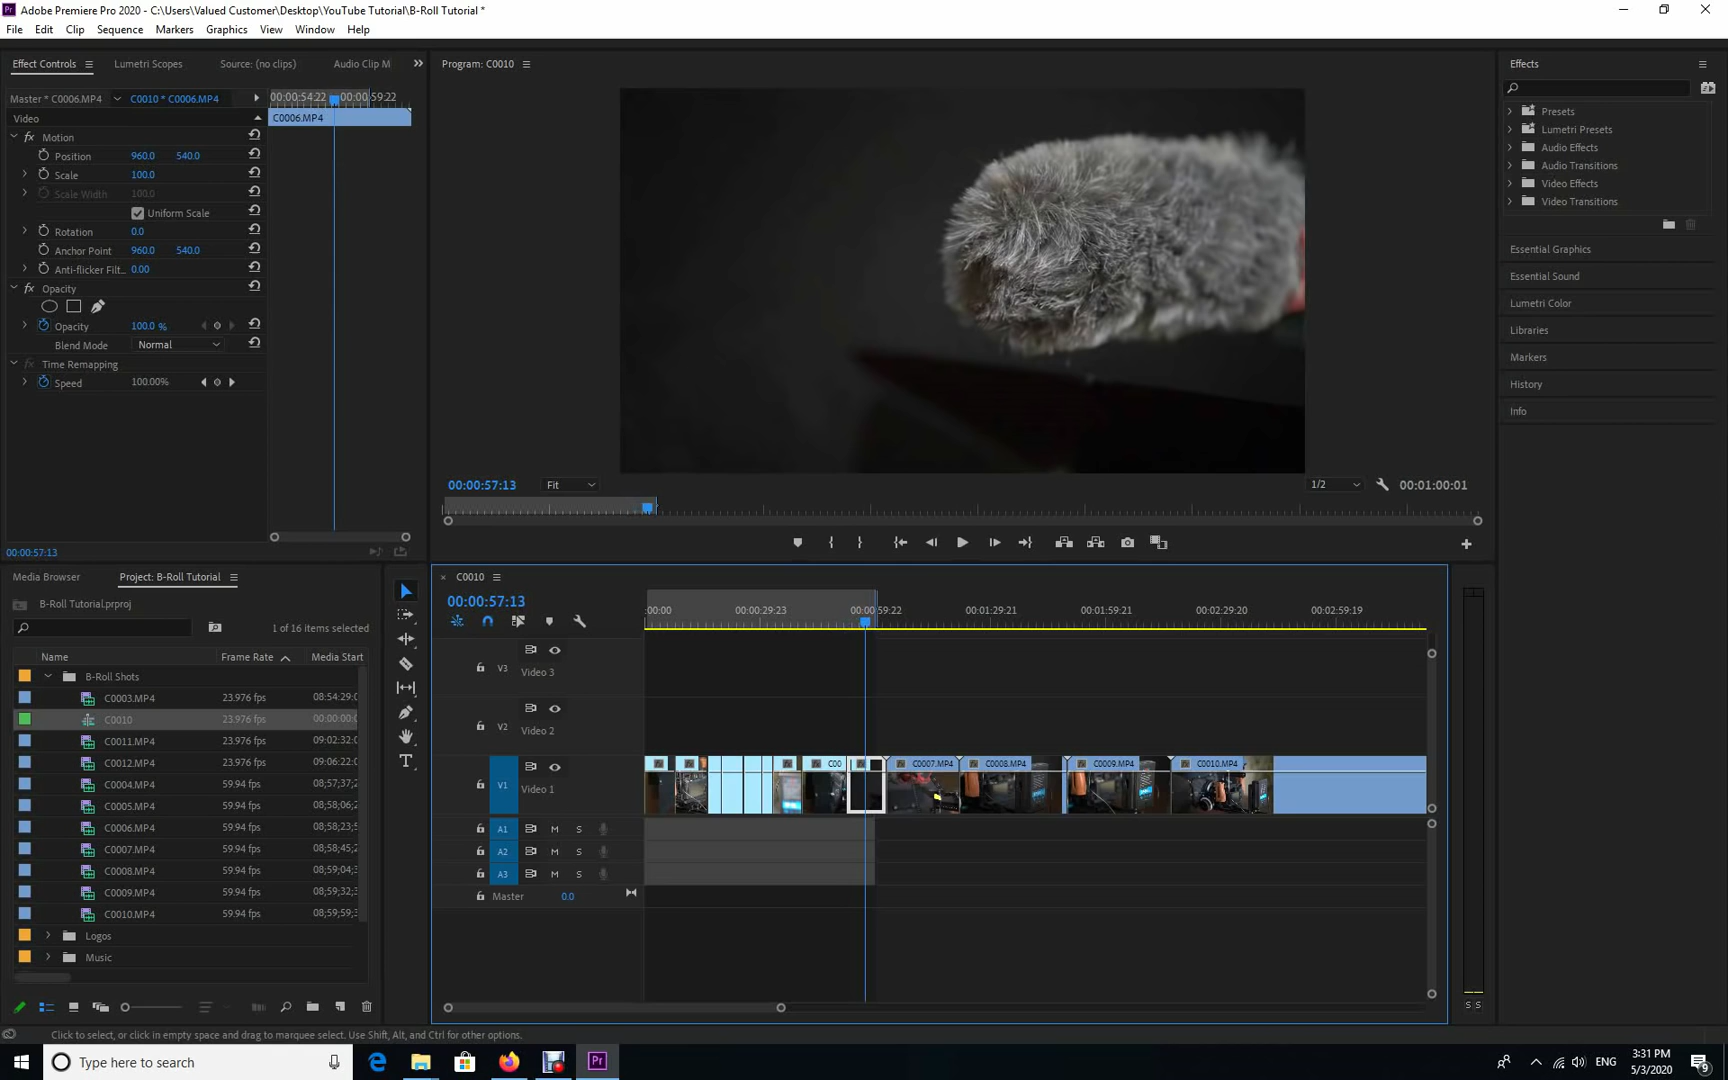 Adobe Premiere Pro 2020 - C:\Users\Valued Customer\Desktop\YouTube Tutorial\B-Roll Tutorial *
File Edit Clip Sequence Markers Graphics View Window Help
Effect Controls Lumetri Scopes Source: (no clips) Audio Clip M
Program: C0010
Effects
Master * C0006.MP4 C0010 * C0006.MP4
00:00:54:22 00:00:59:22
Video
C0006.MP4
fx Motion
Position 960.0 540.0
Scale 100.0
Scale Width 100.0
Uniform Scale
Rotation 0.0
Anchor Point 960.0 540.0
Anti-flicker Filt... 0.00
fx Opacity
Opacity 100.0 %
Blend Mode Normal
fx Time Remapping
Speed 100.00%
00:00:57:13
00:00:57:13 Fit 1/2 00:01:00:01
Presets
Lumetri Presets
Audio Effects
Audio Transitions
Video Effects
Video Transitions
Essential Graphics
Essential Sound
Lumetri Color
Libraries
Markers
History
Info
Media Browser Project: B-Roll Tutorial
B-Roll Tutorial.prproj
1 of 16 items selected
Name Frame Rate Media Start
B-Roll Shots
C0003.MP4 23.976 fps 08:54:29:0
C0010 23.976 fps 00:00:00:0
C0011.MP4 23.976 fps 09:02:32:0
C0012.MP4 23.976 fps 09:06:22:0
C0004.MP4 59.94 fps 08;57;37;2
C0005.MP4 59.94 fps 08;58;06;2
C0006.MP4 59.94 fps 08;58;23;5
C0007.MP4 59.94 fps 08;58;45;2
C0008.MP4 59.94 fps 08;59;04;3
C0009.MP4 59.94 fps 08;59;32;3
C0010.MP4 59.94 fps 08;59;59;3
Logos
Music
C0010
00:00:57:13
:00:00 00:00:29:23 00:00:59:22 00:01:29:21 00:01:59:21 00:02:29:20 00:02:59:19
V3 Video 3
V2 Video 2
V1 Video 1
C00 C0007.MP4 C0008.MP4 C0009.MP4 C0010.MP4
A1 M S
A2 M S
A3 M S
Master 0.0
S S
Click to select, or click in empty space and drag to marquee select. Use Shift, Alt, and Ctrl for other options.
Type here to search
Pr
ENG
3:31 PM
5/3/2020
9